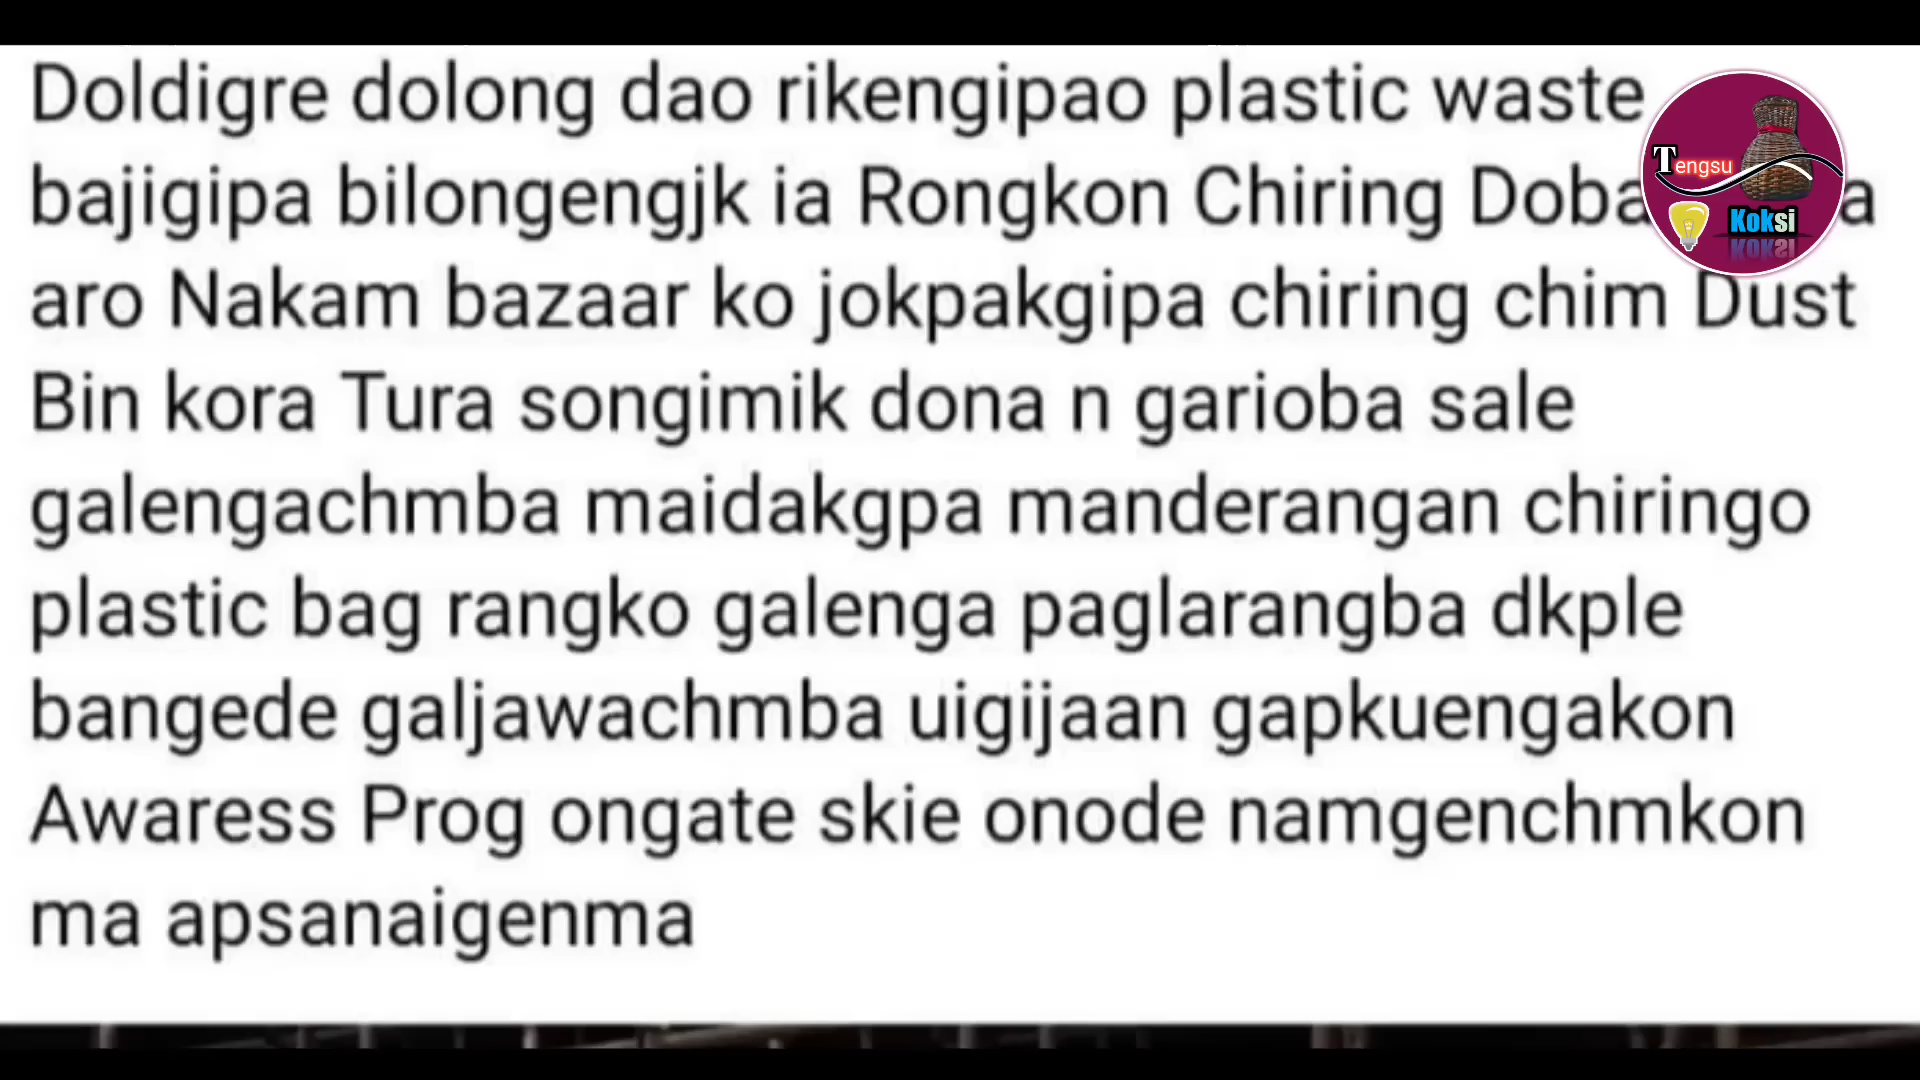 Doldigre dolong dao rikengipao plastic waste
bajigipa bilongengjk ia Rongkon Chiring
aro Nakam bazaar ko jokpakgipa chiring chim Dust
Bin kora Tura songimik dona n garioba sale
galengachmba maidakgpa manderangan chiringo
plastic bag rangko galenga paglarangba dkple
bangede galjawachmba uigijaan gapkuengakon
Awaress Prog ongate skie onode namgenchmkon
ma apsanaigenma
Tengsu
Koksi